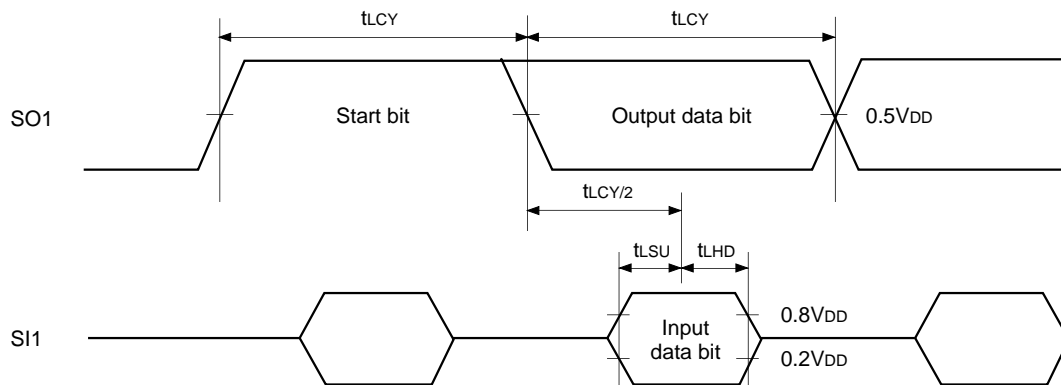 tLCY tLCY
SO1 Start bit Output data bit 0.5VDD
tLCY/2
tLSU tLHD
0.8VDD
SI1 Input
data bit
0.2VDD